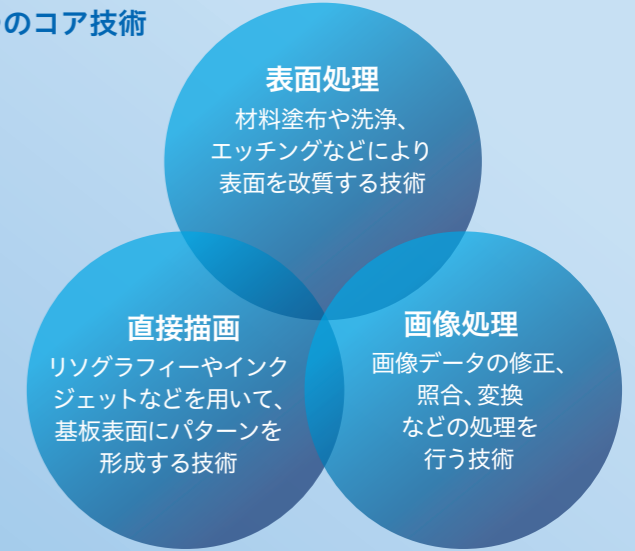 のコア技術
表面処理
材料塗布や洗浄、
エッチングなどにより
表面を改質する技術
直接描画
リソグラフィーやインク
ジェットなどを用いて、
基板表面にパターンを
形成する技術
画像処理
画像データの修正、
照合、変換
などの処理を
行う技術